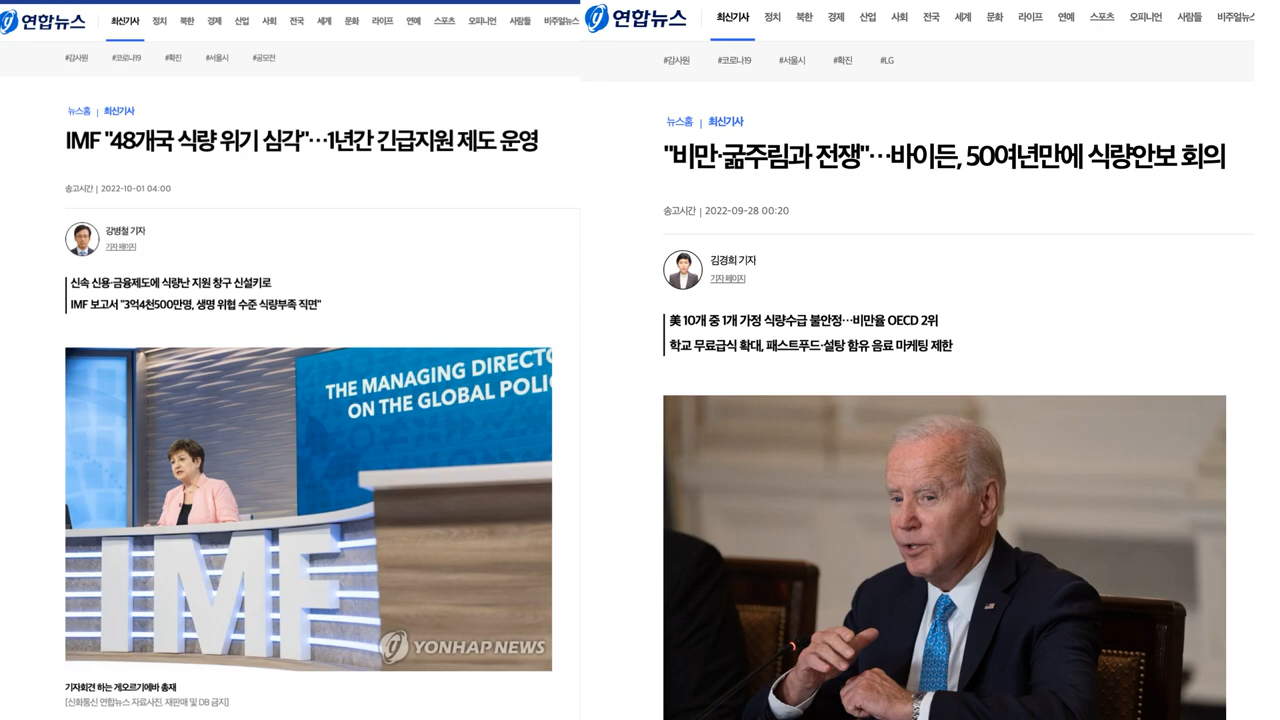 연합뉴스 최신기사 정치 북한 경제 산업 사회 전국 세계 문화 라이프 연예 스포츠 오피니언 사람들 비주얼뉴스
#감사원 #코로나19 #확진 #서울시 #공모전
뉴스홈 | 최신기사
IMF "48개국 식량 위기 심각"…1년간 긴급지원 제도 운영
송고시간 | 2022-10-01 04:00
강병철 기자
기자 페이지
신속 신용·금융제도에 식량난 지원 창구 신설키로
IMF 보고서 "3억4천500만명, 생명 위협 수준 식량부족 직면"
THE MANAGING DIRECTO
ON THE GLOBAL POLI
IMF
YONHAP NEWS
기자회견 하는 게오르기에바 총재
[신화통신 연합뉴스 자료사진. 재판매 및 DB 금지]
연합뉴스 최신기사 정치 북한 경제 산업 사회 전국 세계 문화 라이프 연예 스포츠 오피니언 사람들 비주얼뉴스
#감사원 #코로나19 #서울시 #확진 #LG
뉴스홈 | 최신기사
"비만·굶주림과 전쟁"…바이든, 50여년만에 식량안보 회의
송고시간 | 2022-09-28 00:20
김경희 기자
기자 페이지
美 10개 중 1개 가정 식량수급 불안정…비만율 OECD 2위
학교 무료급식 확대, 패스트푸드·설탕 함유 음료 마케팅 제한